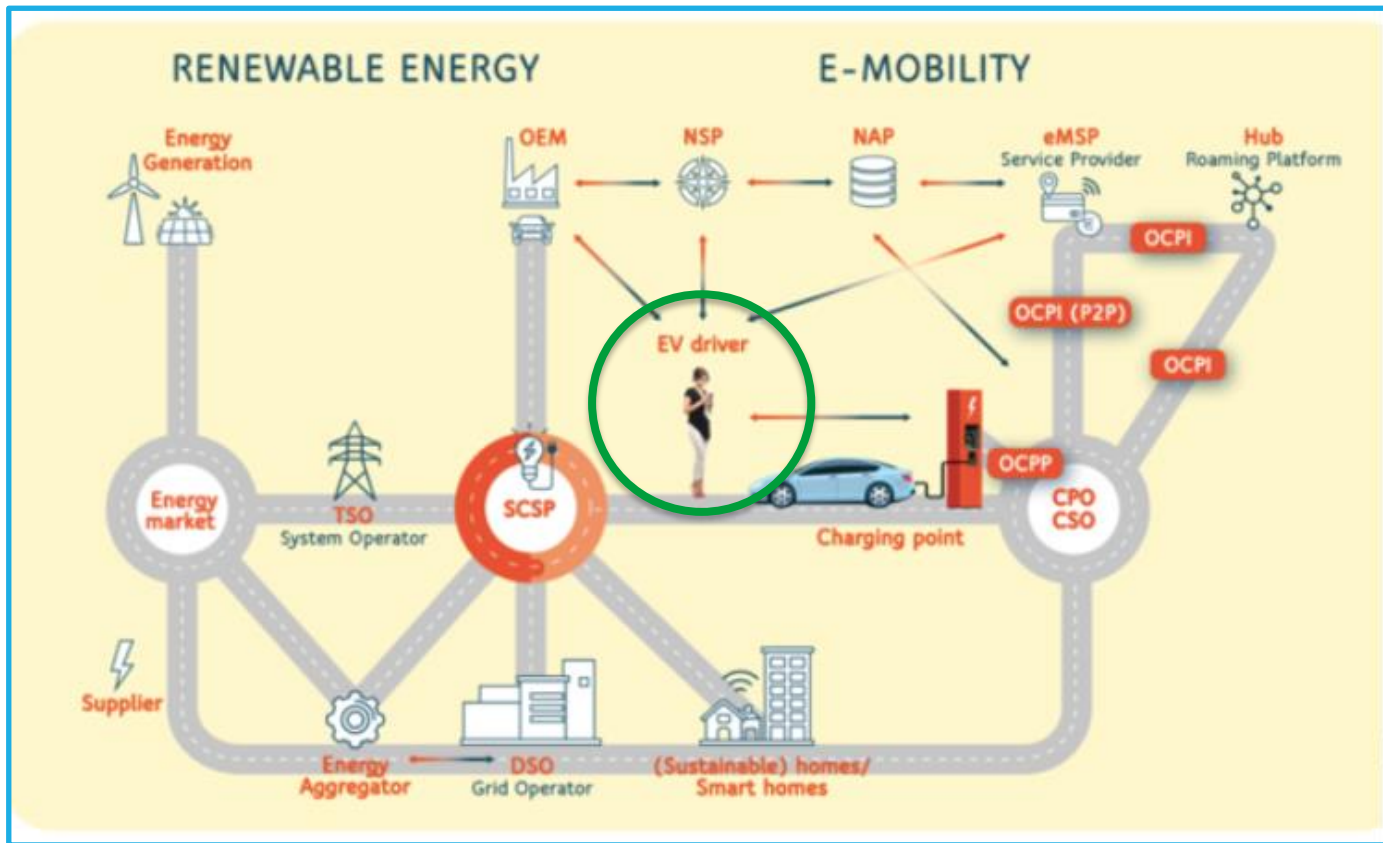 RENEWABLE ENERGY
E-MOBILITY
Energy
Generation
OEM
NSP
NAP
eMSP
Service Provider
Hub
Roaming Platform
OCPI
OCPI (P2P)
OCPI
EV driver
OCPP
Energy
market
TSO
System Operator
SCSP
Charging point
CPO
CSO
Supplier
Energy
Aggregator
DSO
Grid Operator
(Sustainable) homes/
Smart homes